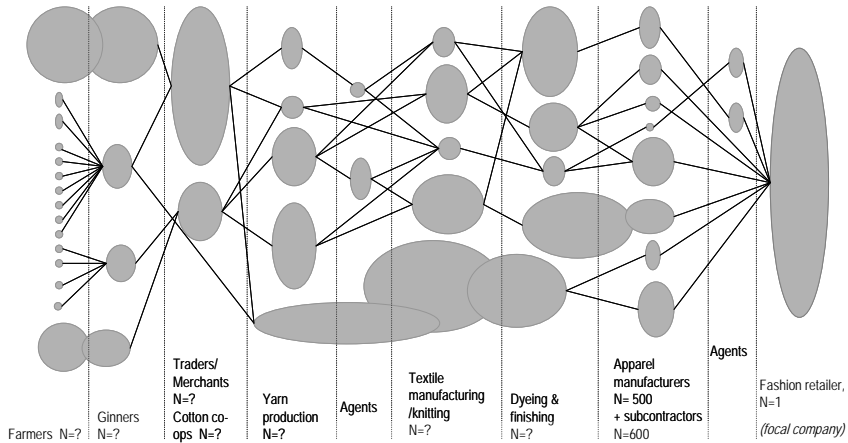 Farmers N=?
Ginners
N=?
Traders/
Merchants
N=?
Cotton co-
ops N=?
Yarn
production
N=?
Agents
Textile
manufacturing
/knitting
N=?
Dyeing &
finishing
N=?
Apparel
manufacturers
N= 500
+ subcontractors
N=600
Agents
Fashion retailer,
N=1
(focal company)